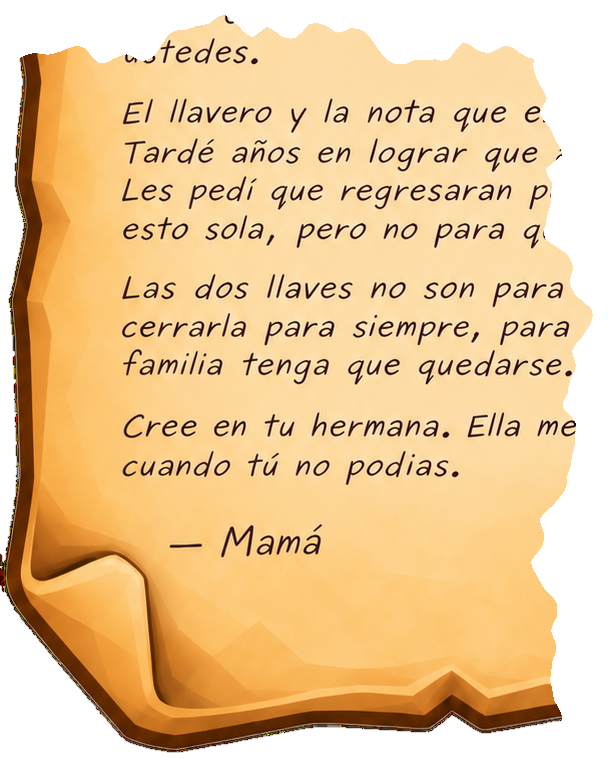 ustedes.
El llavero y la nota que
Tardé años en lograr que
Les pedí que regresaran
esto sola, pero no para
Las dos llaves no son para
cerrarla para siempre, para
familia tenga que quedarse.
Cree en tu hermana. Ella me
cuando tú no podias.
— Mamá